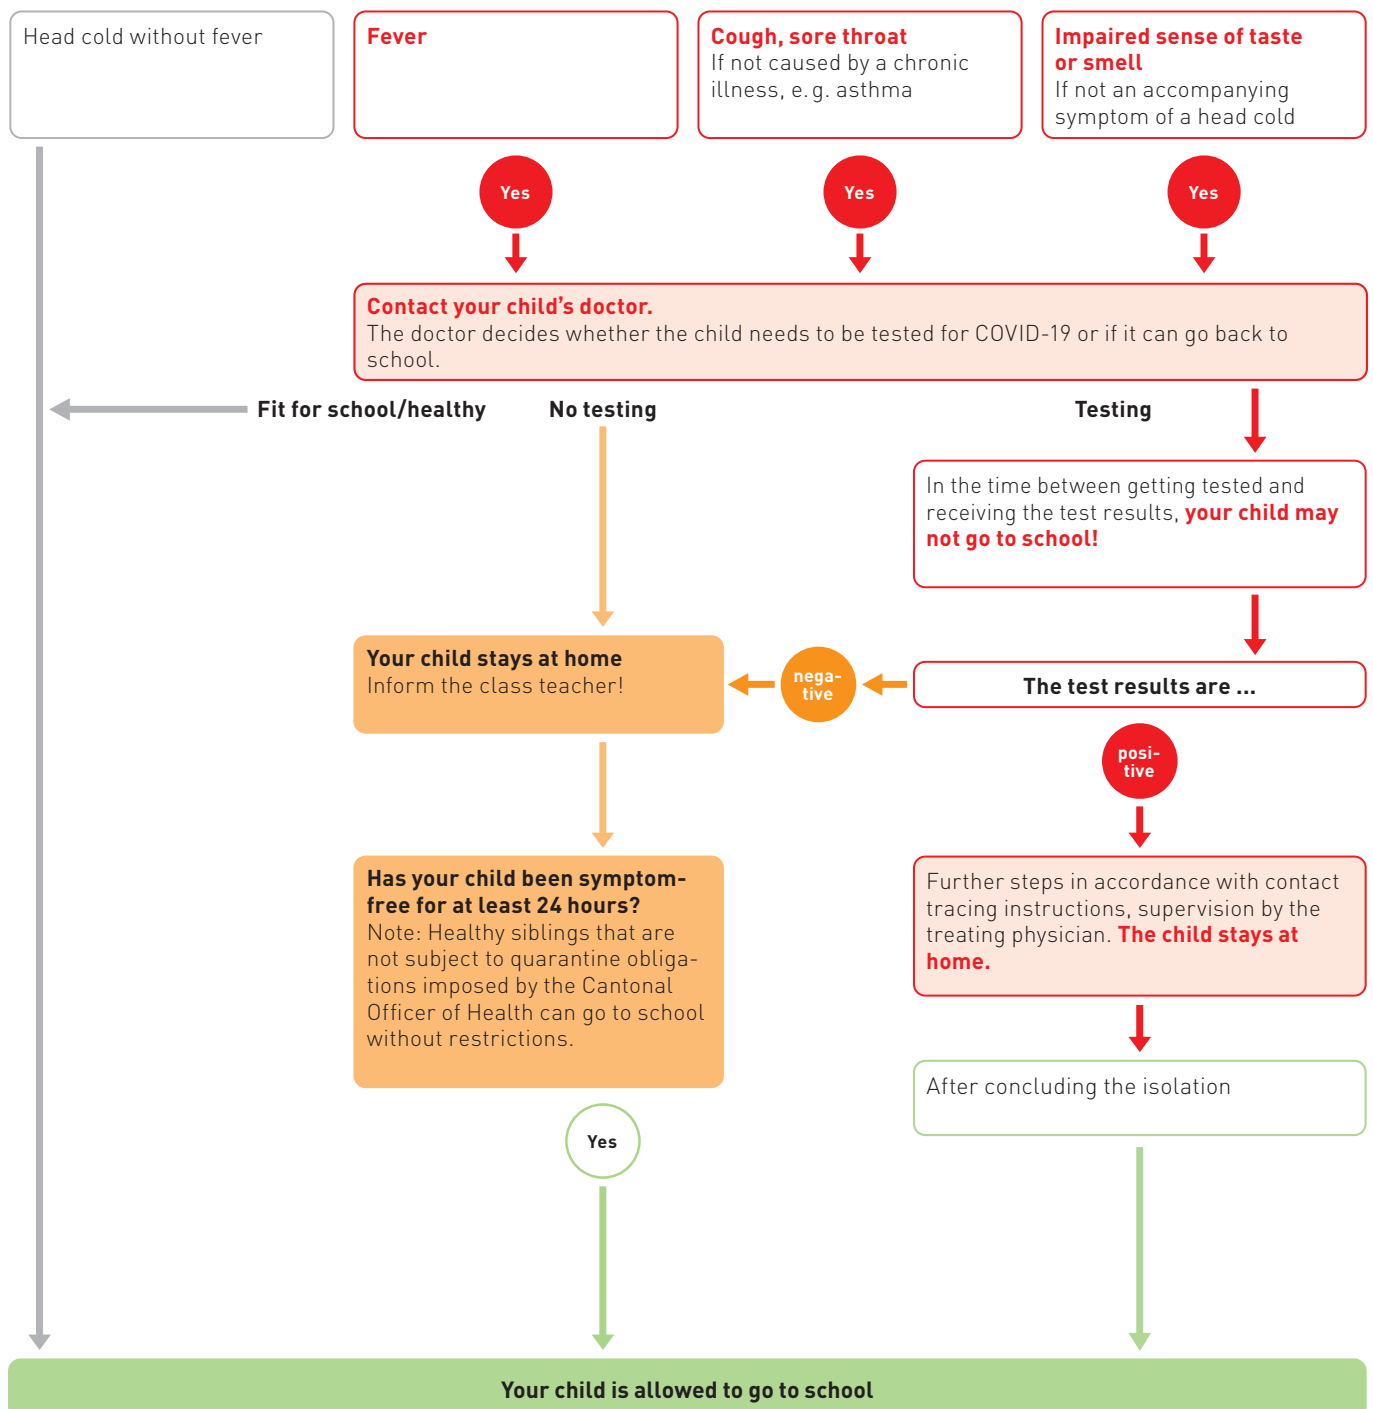 Head cold without fever
Fever
Cough, sore throat
If not caused by a chronic
illness, e.g. asthma
Impaired sense of taste
or smell
If not an accompanying
symptom of a head cold
Yes
Yes
Yes
Contact your child’s doctor.
The doctor decides whether the child needs to be tested for COVID-19 or if it can go back to
school.
Fit for school/healthy
No testing
Testing
In the time between getting tested and
receiving the test results, your child may
not go to school!
Your child stays at home
Inform the class teacher!
nega-
tive
The test results are ...
posi-
tive
Has your child been symptom-
free for at least 24 hours?
Note: Healthy siblings that are
not subject to quarantine obliga-
tions imposed by the Cantonal
Officer of Health can go to school
without restrictions.
Further steps in accordance with contact
tracing instructions, supervision by the
treating physician. The child stays at
home.
After concluding the isolation
Yes
Your child is allowed to go to school